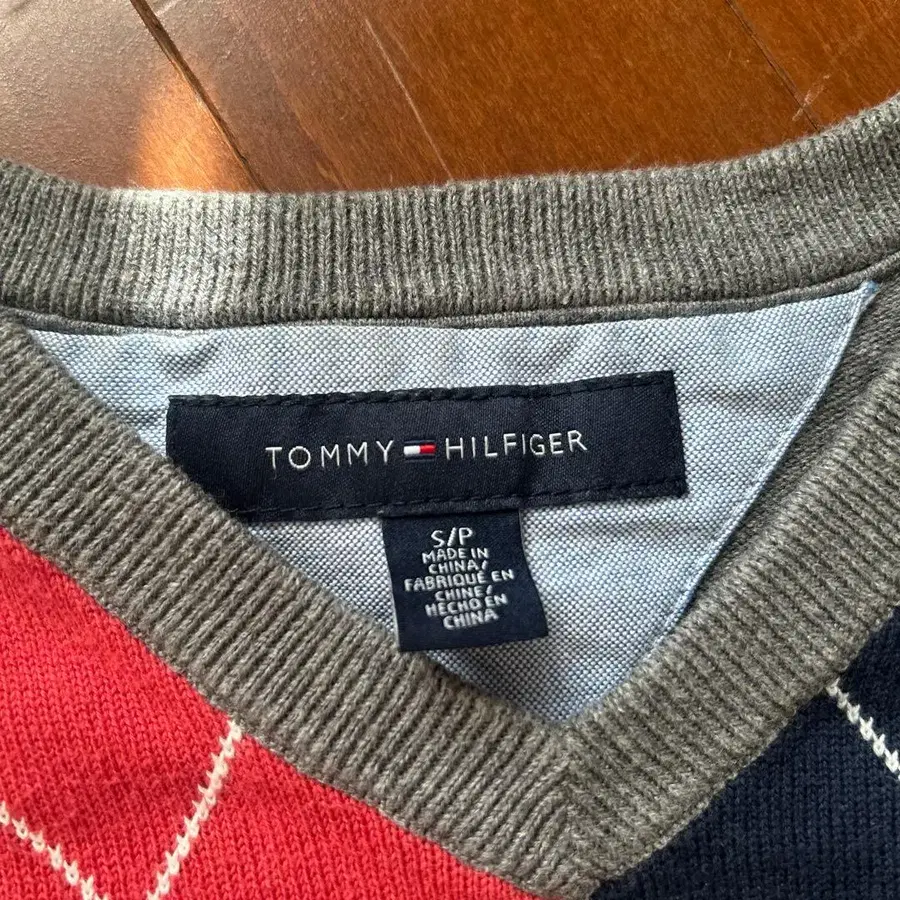 TOMMY HILFIGER
S/P
MADE IN
CHINA/
FABRIQUÉ EN
CHINE/
HECHO EN
CHINA